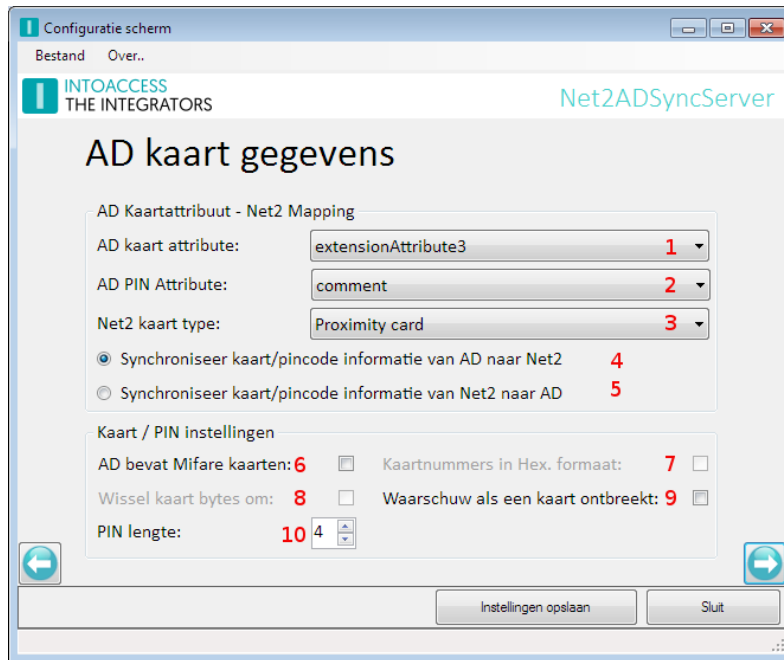 Configuratie scherm
Bestand Over..
INTOACCESS
THE INTEGRATORS
Net2ADSyncServer
AD kaart gegevens
AD Kaartattribuut - Net2 Mapping
AD kaart attribute: extensionAttribute3 1
AD PIN Attribute: comment 2
Net2 kaart type: Proximity card 3
Synchroniseer kaart/pincode informatie van AD naar Net2 4
Synchroniseer kaart/pincode informatie van Net2 naar AD 5
Kaart / PIN instellingen
AD bevat Mifare kaarten: 6 Kaartnummers in Hex. formaat: 7
Wissel kaart bytes om: 8 Waarschuw als een kaart ontbreekt: 9
PIN lengte: 10 4
Instellingen opslaan Sluit